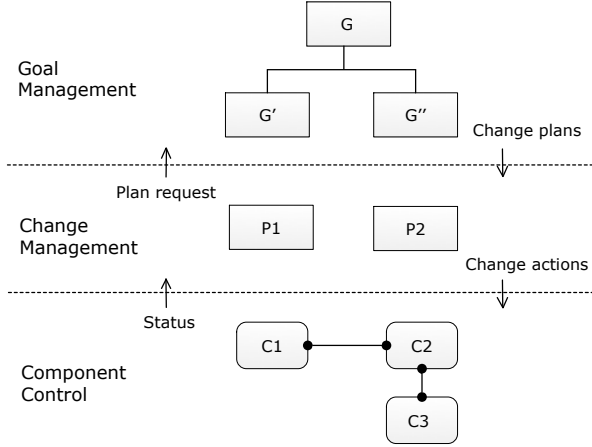 G
Goal
Management
G'
G''
Change plans
Plan request
Change
Management
P1
P2
Change actions
Status
C1
C2
Component
Control
C3